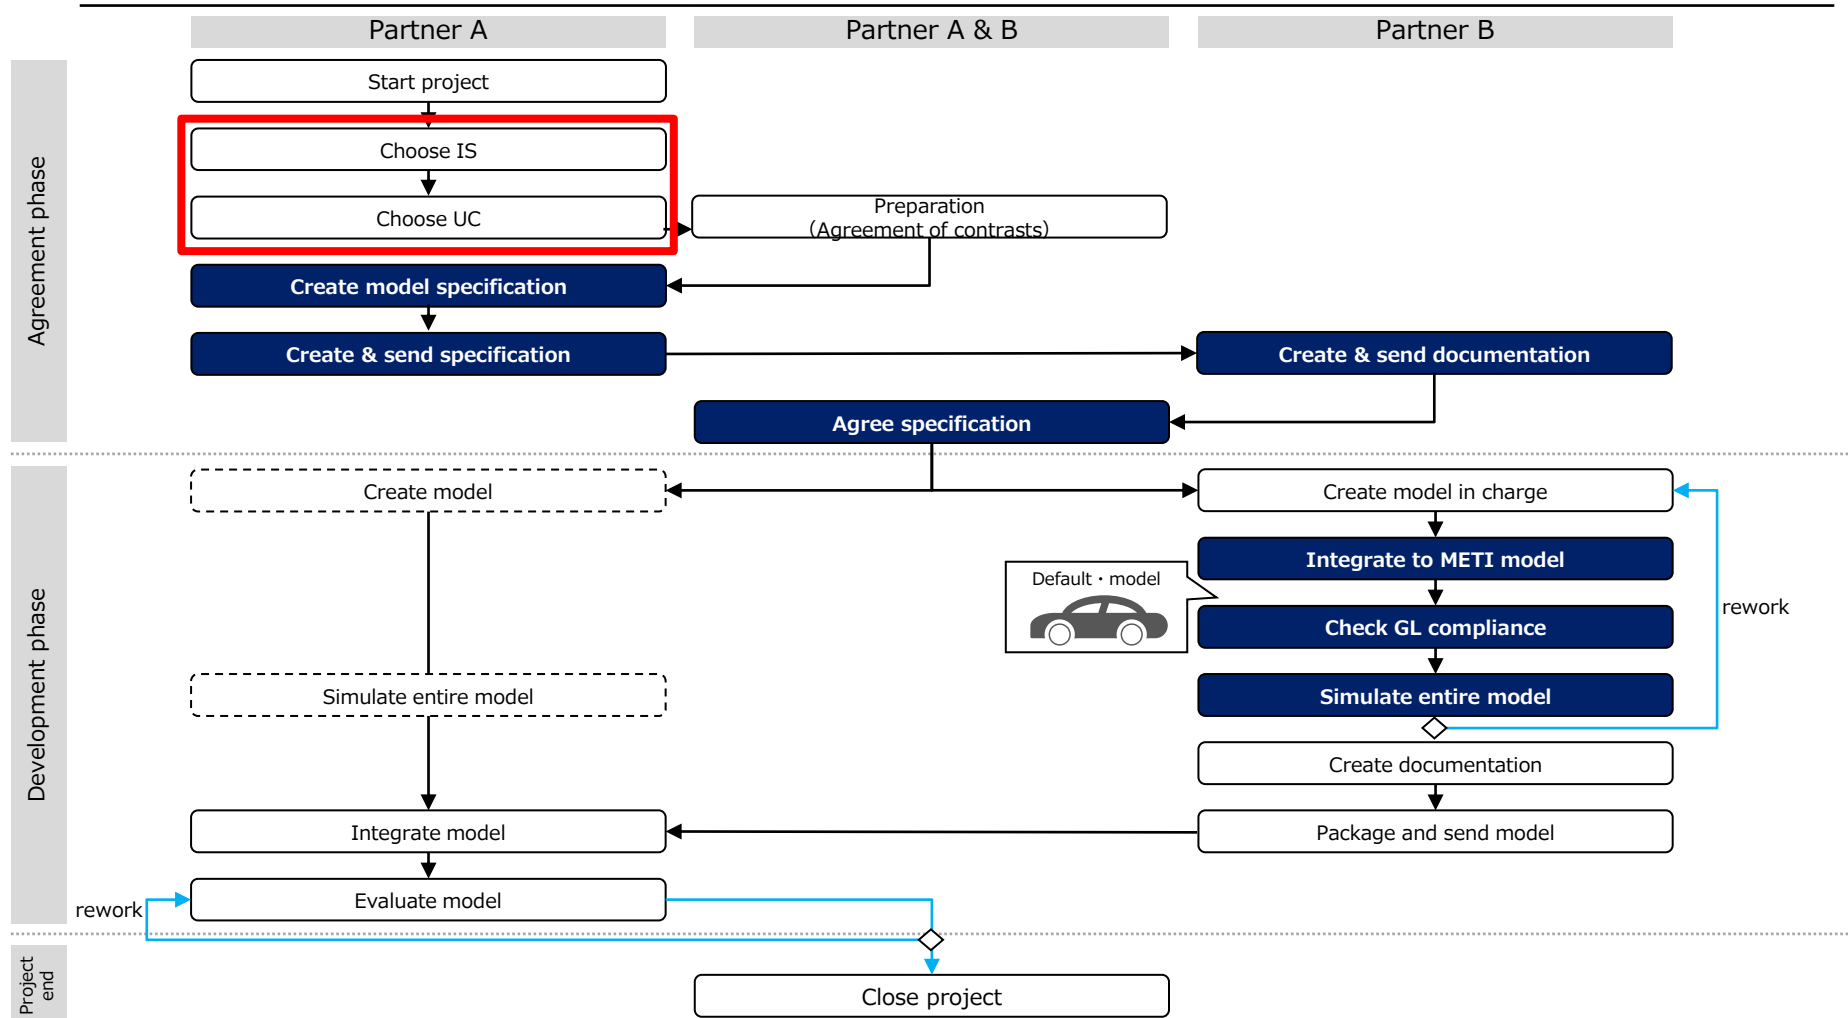 Partner A
Partner A & B
Partner B
Agreement phase
Start project
Choose IS
Choose UC
Preparation
(Agreement of contrasts)
Create model specification
Create & send specification
Create & send documentation
Agree specification
Development phase
Create model
Create model in charge
Integrate to METI model
Default・model
Check GL compliance
rework
Simulate entire model
Simulate entire model
Create documentation
Integrate model
Package and send model
Evaluate model
rework
Project
end
Close project